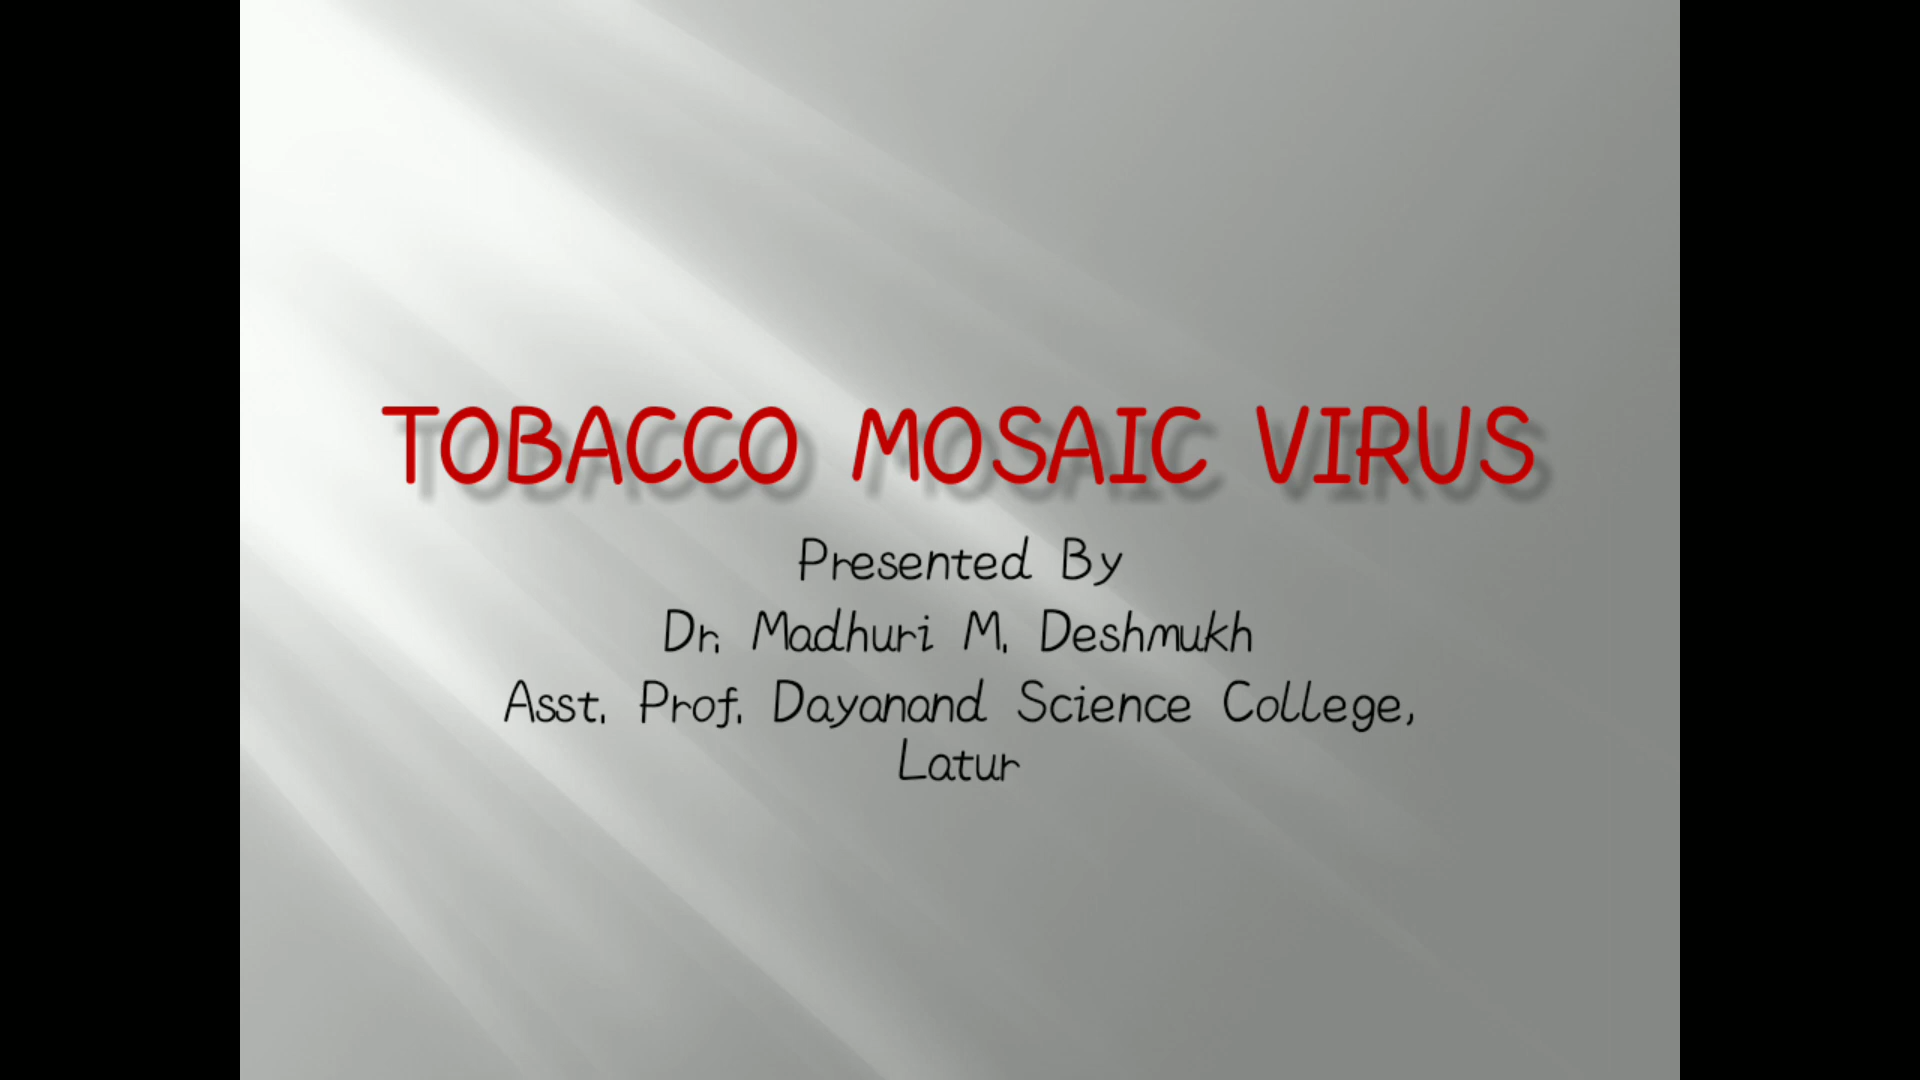 TOBACCO MOSAIC VIRUS
Presented By
Dr. Madhuri M. Deshmukh
Asst. Prof. Dayanand Science College,
Latur